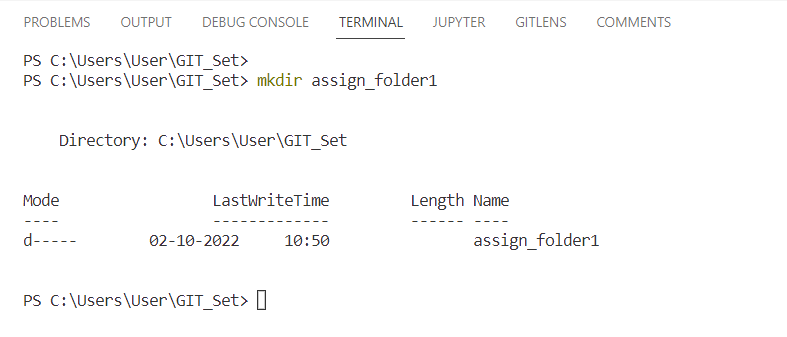 PROBLEMS OUTPUT DEBUG CONSOLE TERMINAL JUPYTER GITLENS COMMENTS
PS C:\Users\User\GIT_Set>
PS C:\Users\User\GIT_Set> mkdir assign_folder1
Directory: C:\Users\User\GIT_Set
Mode LastWriteTime Length Name
---- ------------- ------ ----
d----- 02-10-2022 10:50 assign_folder1
PS C:\Users\User\GIT_Set>